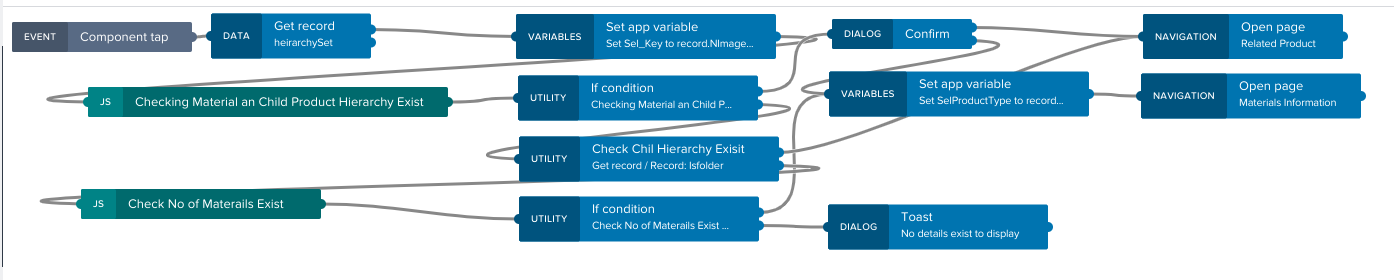 EVENT Component tap
DATA Get record
heirarchySet
VARIABLES Set app variable
Set Sel_Key to record.NImage...
DIALOG Confirm
NAVIGATION Open page
Related Product
JS Checking Material an Child Product Hierarchy Exist
UTILITY If condition
Checking Material an Child P...
VARIABLES Set app variable
Set SelProductType to record...
NAVIGATION Open page
Materials Information
UTILITY Check Chil Hierarchy Exisit
Get record / Record: Isfolder
JS Check No of Materails Exist
UTILITY If condition
Check No of Materails Exist ...
DIALOG Toast
No details exist to display